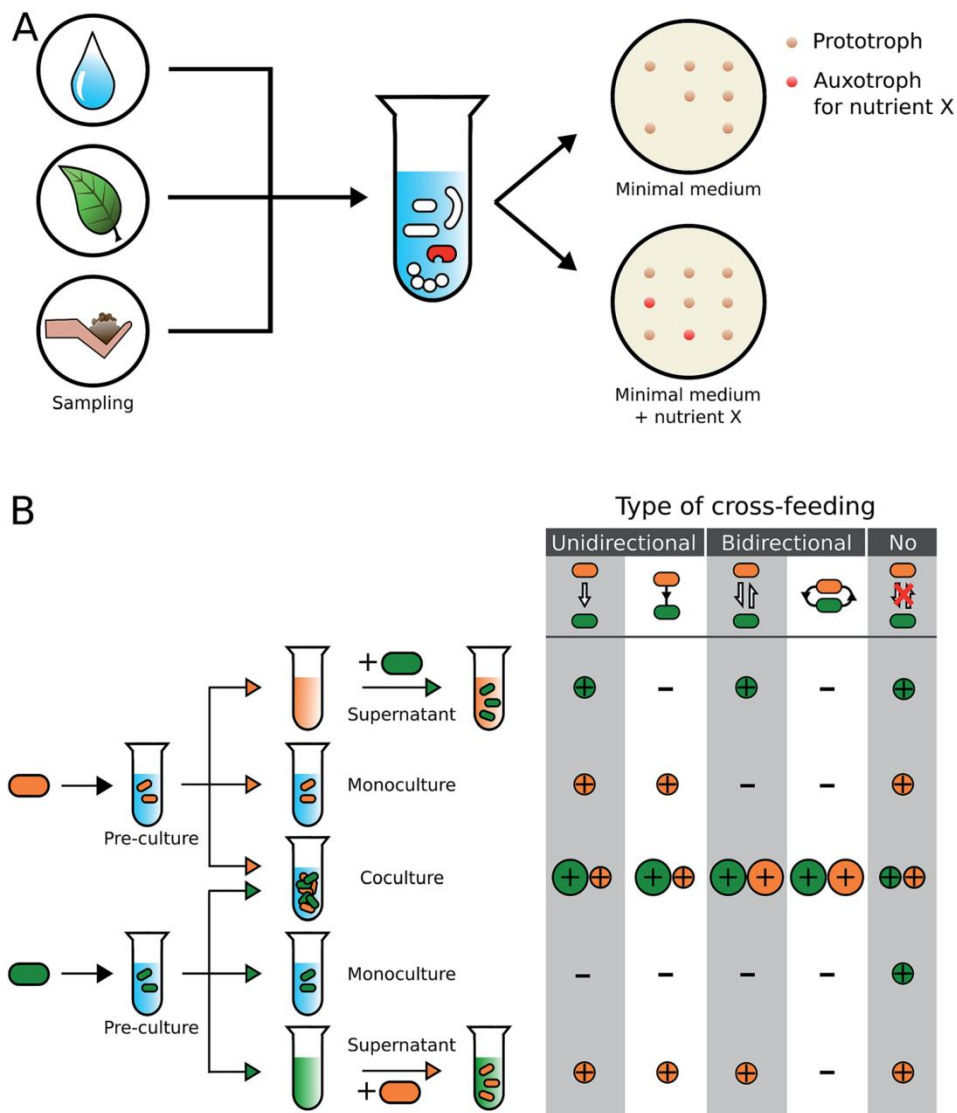 A
Sampling
Minimal medium
Minimal medium
+ nutrient X
Prototroph
Auxotroph
for nutrient X
B
Type of cross-feeding
Unidirectional Bidirectional No
+
Supernatant
+ – + – +
Pre-culture
Monoculture
+ + – – +
Coculture
+ + + + + + + + + +
Pre-culture
Monoculture
– – – – +
Supernatant
+
+ + + – +